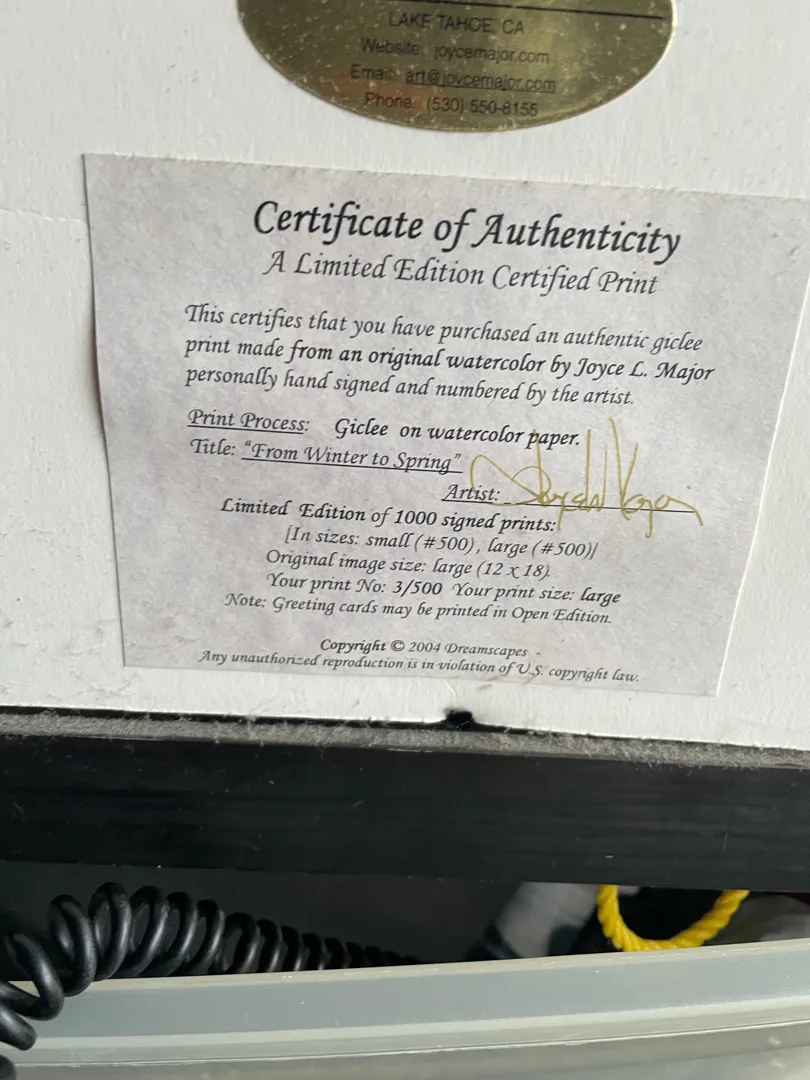 LAKE TAHOE, CA
Website: joycemajor.com
Email: art@joycemajor.com
Phone: (530) 550-8155
Certificate of Authenticity
A Limited Edition Certified Print
This certifies that you have purchased an authentic giclee
print made from an original watercolor by Joyce L. Major
personally hand signed and numbered by the artist.
Print Process: Giclee on watercolor paper.
Title: "From Winter to Spring"
Artist:
Limited Edition of 1000 signed prints:
[In sizes: small (#500), large (#500)]
Original image size: large (12 x 18).
Your print No: 3/500 Your print size: large
Note: Greeting cards may be printed in Open Edition.
Copyright © 2004 Dreamscapes -
Any unauthorized reproduction is in violation of U.S. copyright law.